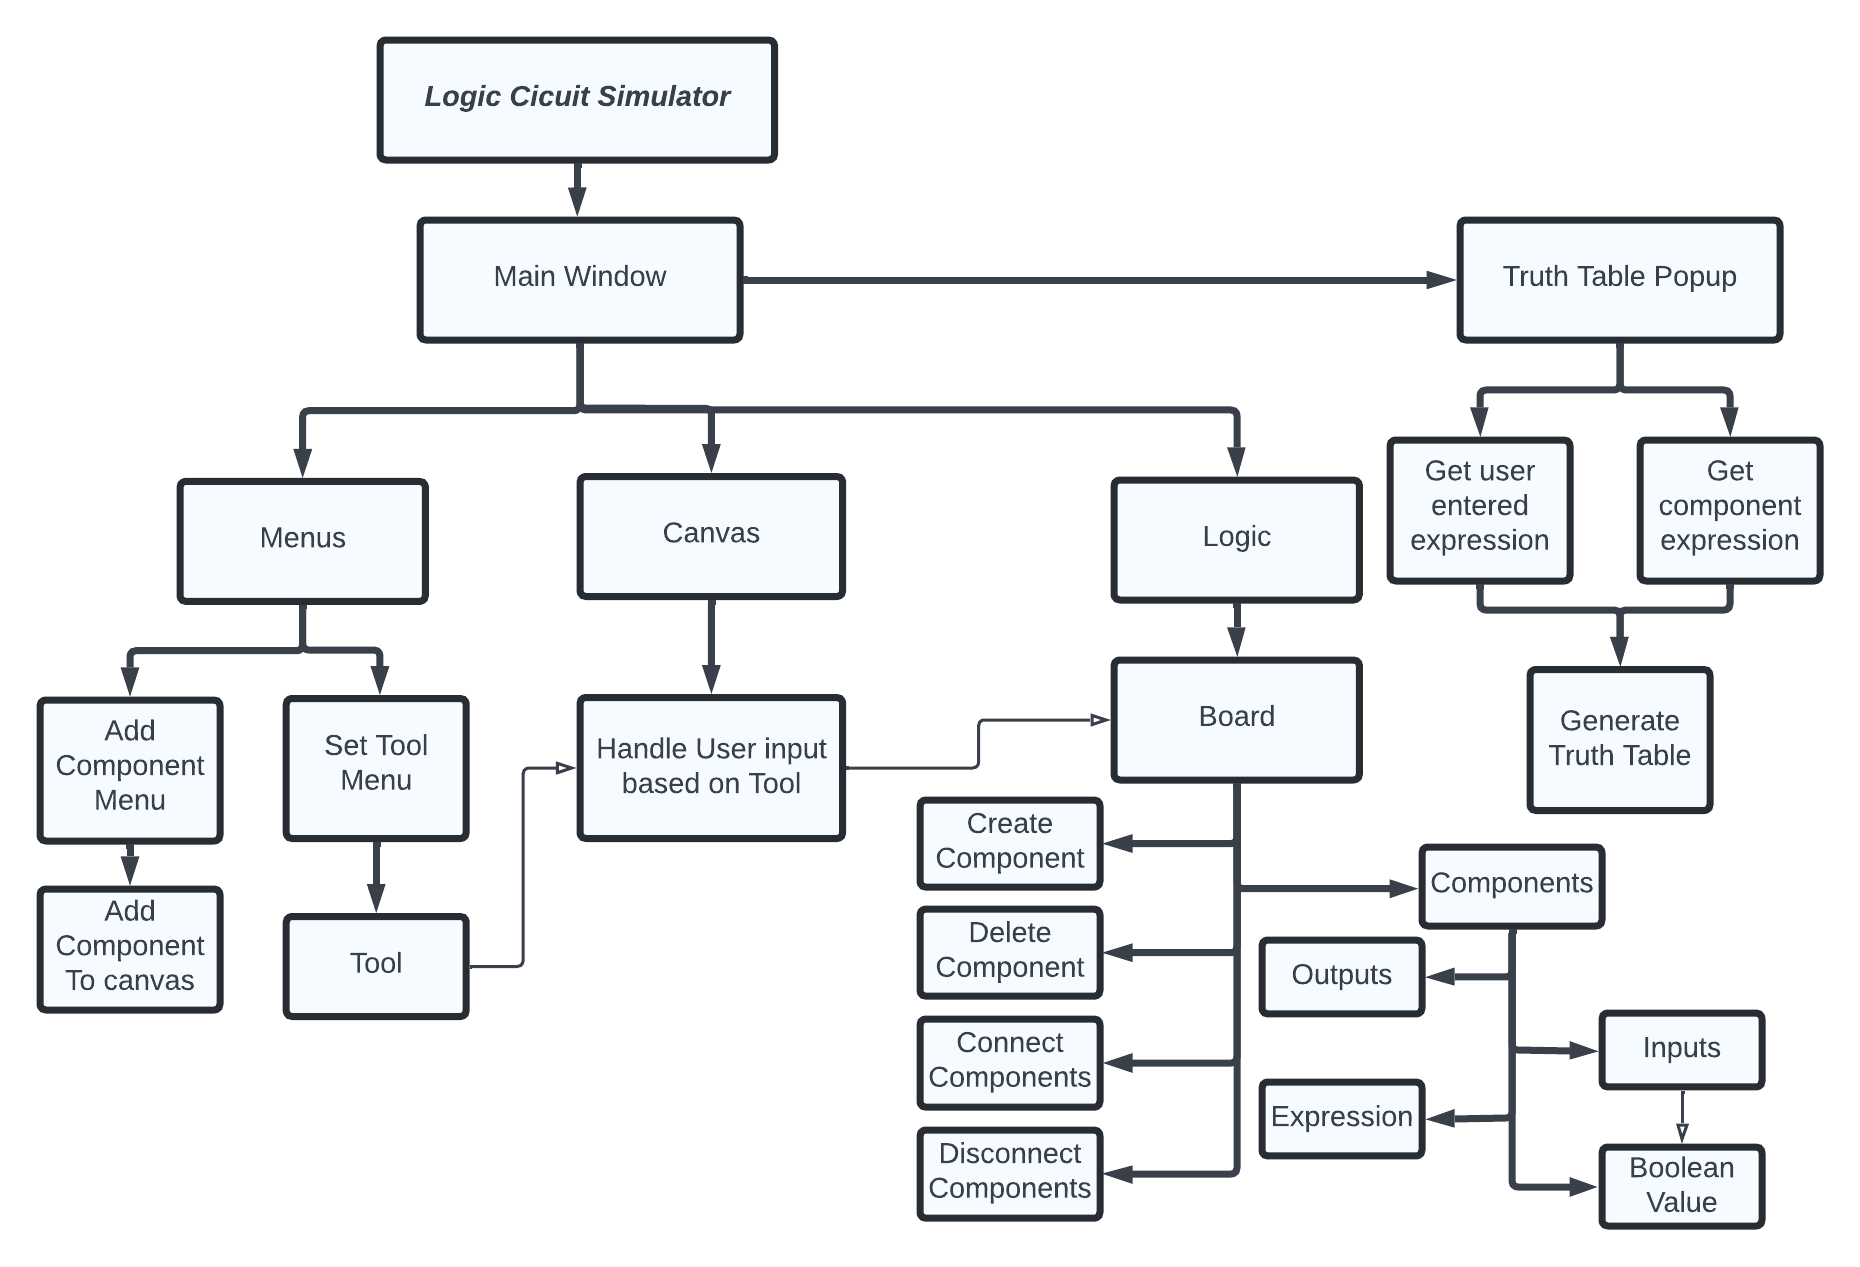 Logic Cicuit Simulator
Main Window
Truth Table Popup
Menus
Canvas
Logic
Get user
entered
expression
Get
component
expression
Add
Component
Menu
Set Tool
Menu
Handle User input
based on Tool
Board
Generate
Truth Table
Add
Component
To canvas
Tool
Create
Component
Delete
Component
Connect
Components
Disconnect
Components
Components
Outputs
Inputs
Expression
Boolean
Value